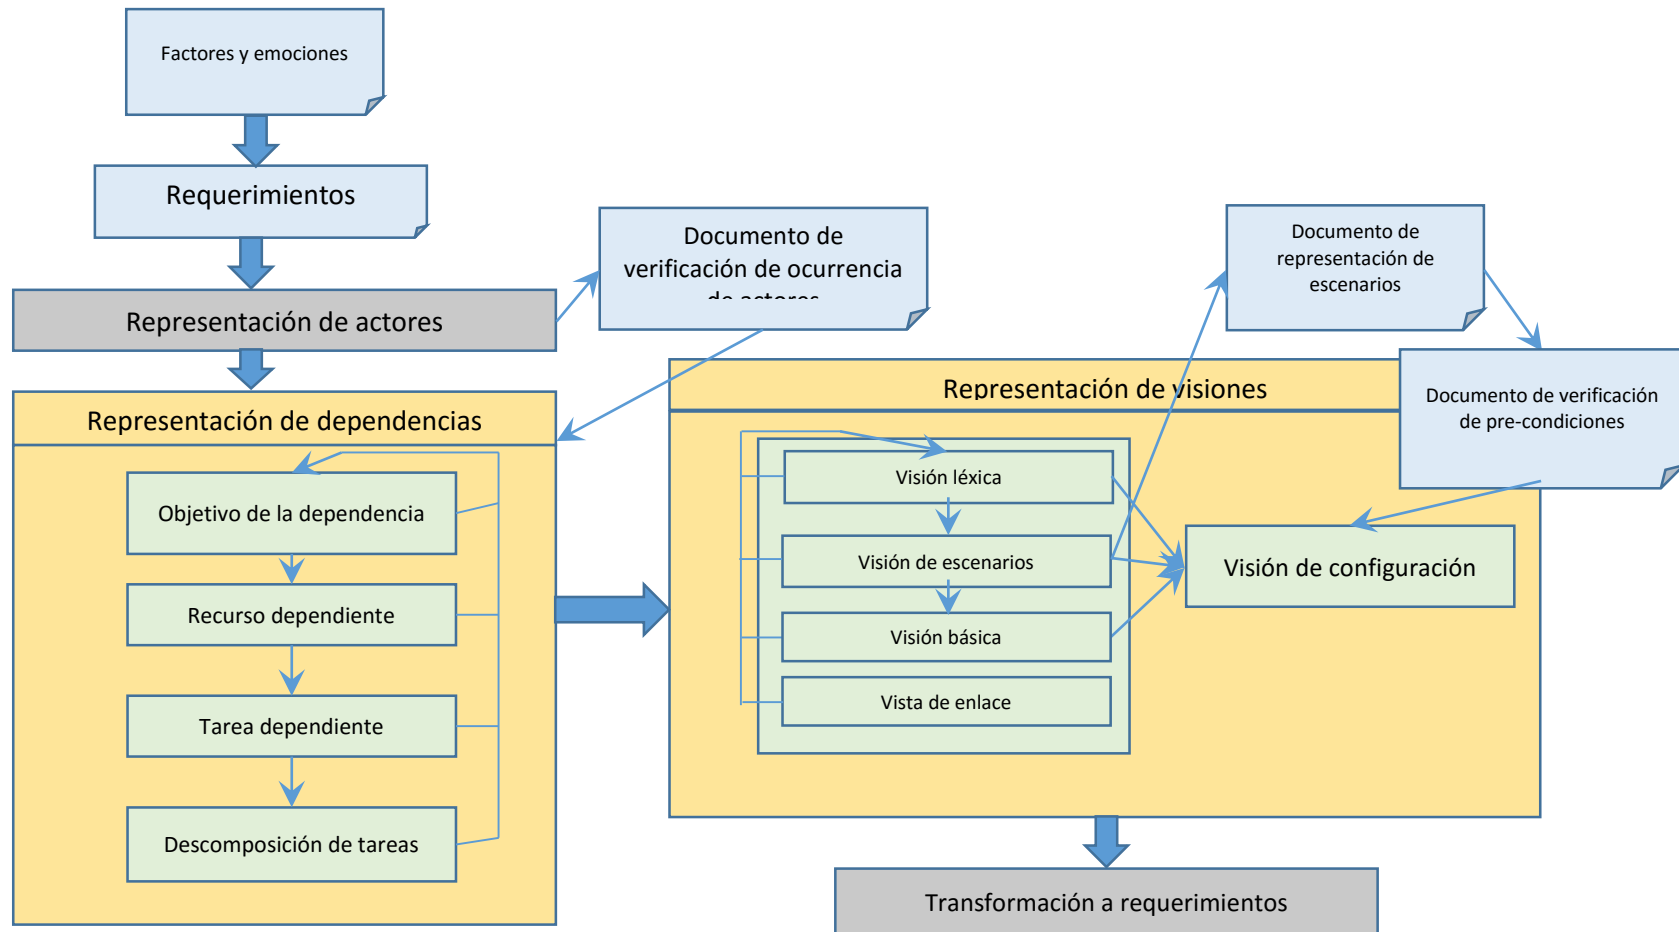 Factores y emociones
Requerimientos
Representación de actores
Documento de
verificación de ocurrencia
de actores
Documento de
representación de
escenarios
Documento de verificación
de pre-condiciones
Representación de dependencias
Objetivo de la dependencia
Recurso dependiente
Tarea dependiente
Descomposición de tareas
Representación de visiones
Visión léxica
Visión de escenarios
Visión básica
Vista de enlace
Visión de configuración
Transformación a requerimientos